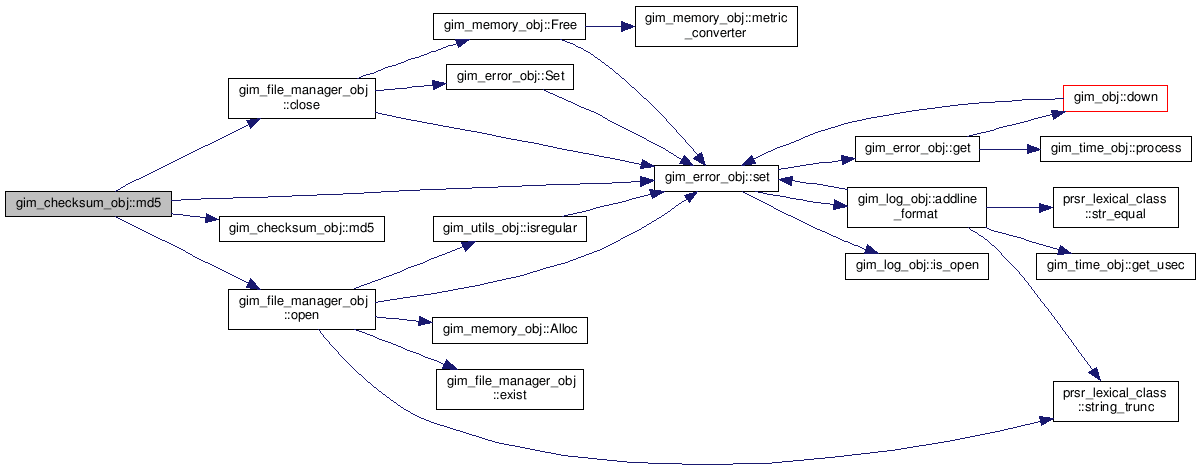 gim_checksum_obj::md5
gim_file_manager_obj
::close
gim_checksum_obj::md5
gim_file_manager_obj
::open
gim_memory_obj::Free
gim_error_obj::Set
gim_utils_obj::isregular
gim_memory_obj::Alloc
gim_file_manager_obj
::exist
gim_memory_obj::metric
_converter
gim_error_obj::set
gim_error_obj::get
gim_log_obj::addline
_format
gim_log_obj::is_open
gim_obj::down
gim_time_obj::process
prsr_lexical_class
::str_equal
gim_time_obj::get_usec
prsr_lexical_class
::string_trunc